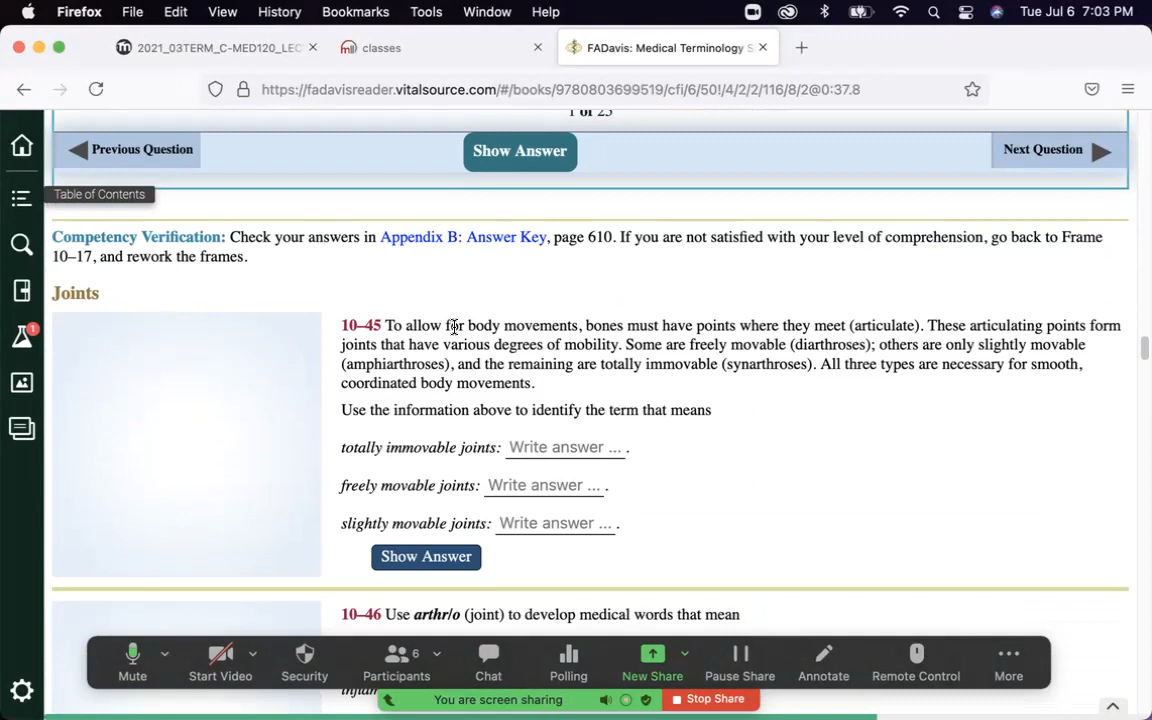 Firefox File Edit View History Bookmarks Tools Window Help Tue Jul 6 7:03 PM
2021_03TERM_C-MED120_LEC classes FADavis: Medical Terminology S
https://fadavisreader.vitalsource.com/#/books/9780803699519/cfi/6/50!/4/2/2/116/8/2@0:37.8
1 of 25
Previous Question Show Answer Next Question
Table of Contents
Competency Verification: Check your answers in Appendix B: Answer Key, page 610. If you are not satisfied with your level of comprehension, go back to Frame
10–17, and rework the frames.
Joints
10–45 To allow for body movements, bones must have points where they meet (articulate). These articulating points form
joints that have various degrees of mobility. Some are freely movable (diarthroses); others are only slightly movable
(amphiarthroses), and the remaining are totally immovable (synarthroses). All three types are necessary for smooth,
coordinated body movements.
1
Use the information above to identify the term that means
totally immovable joints: Write answer ... .
freely movable joints: Write answer ... .
slightly movable joints: Write answer ... .
Show Answer
10–46 Use arthr/o (joint) to develop medical words that mean
6
Mute Start Video Security Participants Chat Polling New Share Pause Share Annotate Remote Control More
You are screen sharing Stop Share